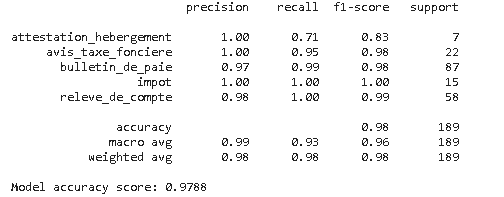 precision recall f1-score support
attestation_hebergement 1.00 0.71 0.83 7
avis_taxe_fonciere 1.00 0.95 0.98 22
bulletin_de_paie 0.97 0.99 0.98 87
impot 1.00 1.00 1.00 15
releve_de_compte 0.98 1.00 0.99 58
accuracy 0.98 189
macro avg 0.99 0.93 0.96 189
weighted avg 0.98 0.98 0.98 189
Model accuracy score: 0.9788